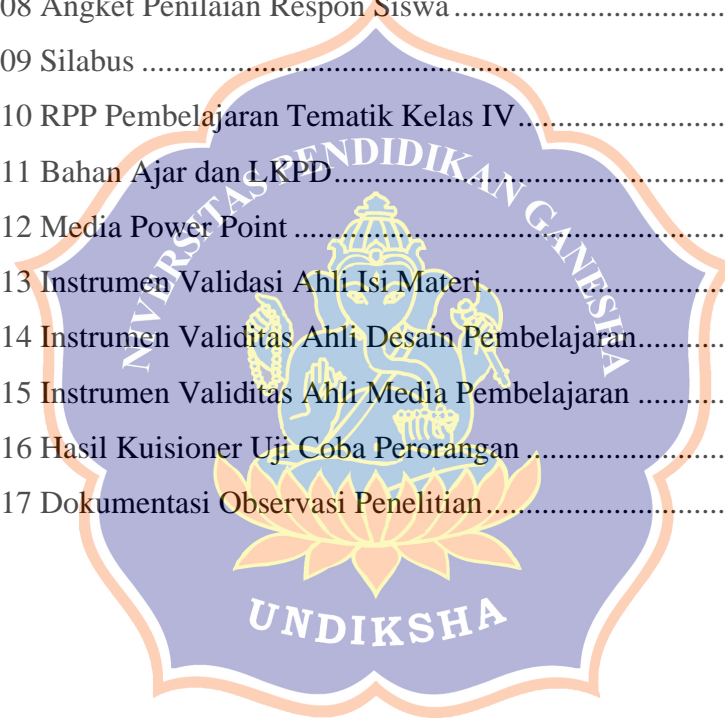 08 Angket Penilaian Respon Siswa ........................................
09 Silabus ........................................................................................
10 RPP Pembelajaran Tematik Kelas IV ..............................
11 Bahan Ajar dan LKPD ..........................................................
12 Media Power Point ................................................................
13 Instrumen Validasi Ahli Isi Materi ...................................
14 Instrumen Validitas Ahli Desain Pembelajaran ...........
15 Instrumen Validitas Ahli Media Pembelajaran ...........
16 Hasil Kuisioner Uji Coba Perorangan .............................
17 Dokumentasi Observasi Penelitian ...................................
NIVERSITAS PENDIDIKAN GANESHA
UNDIKSHA